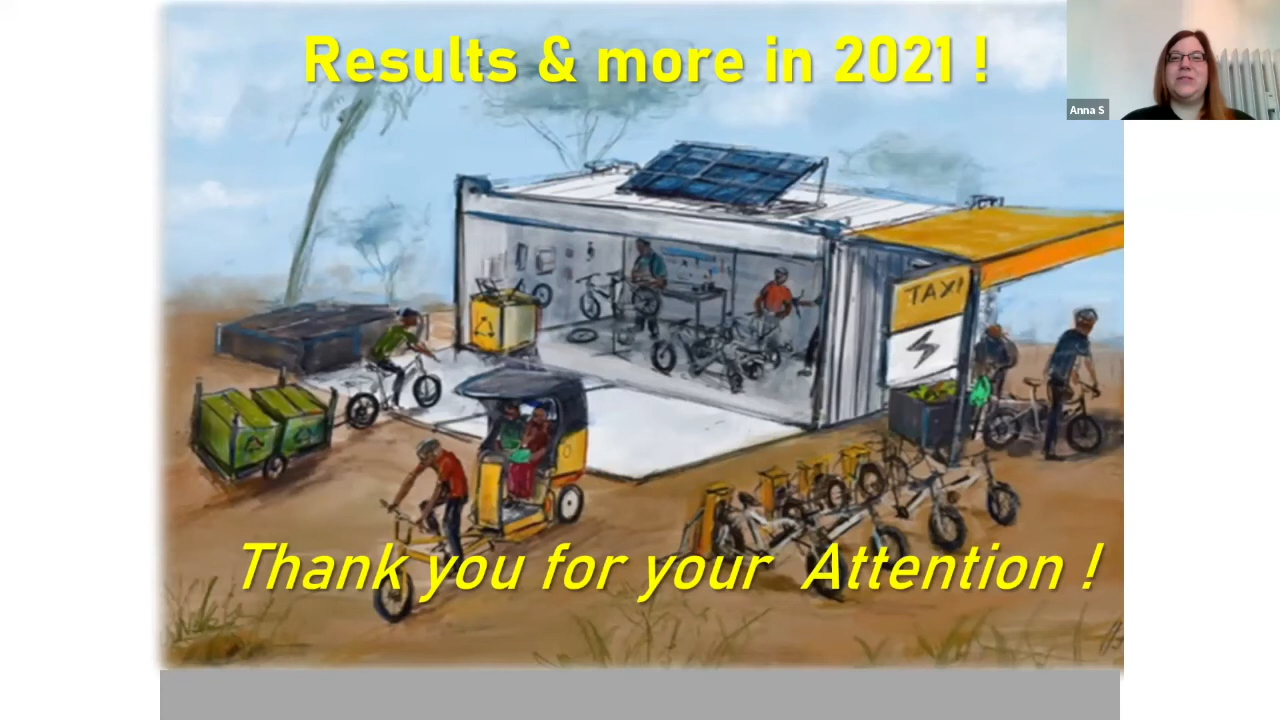 Results & more in 2021 !
Anna S
TAXI
Thank you for your Attention !